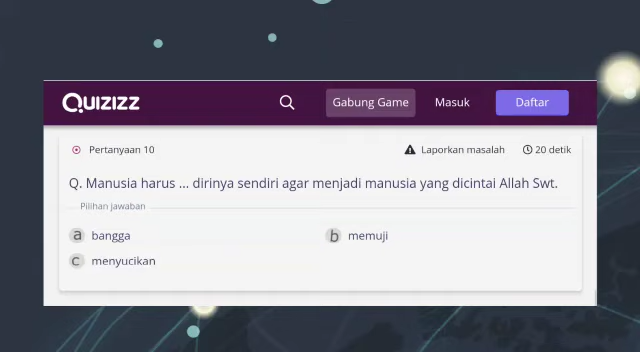 QUIZIZZ Gabung Game Masuk Daftar
Pertanyaan 10 Laporkan masalah 20 detik
Q. Manusia harus ... dirinya sendiri agar menjadi manusia yang dicintai Allah Swt.
Pilihan jawaban
a bangga b memuji
c menyucikan